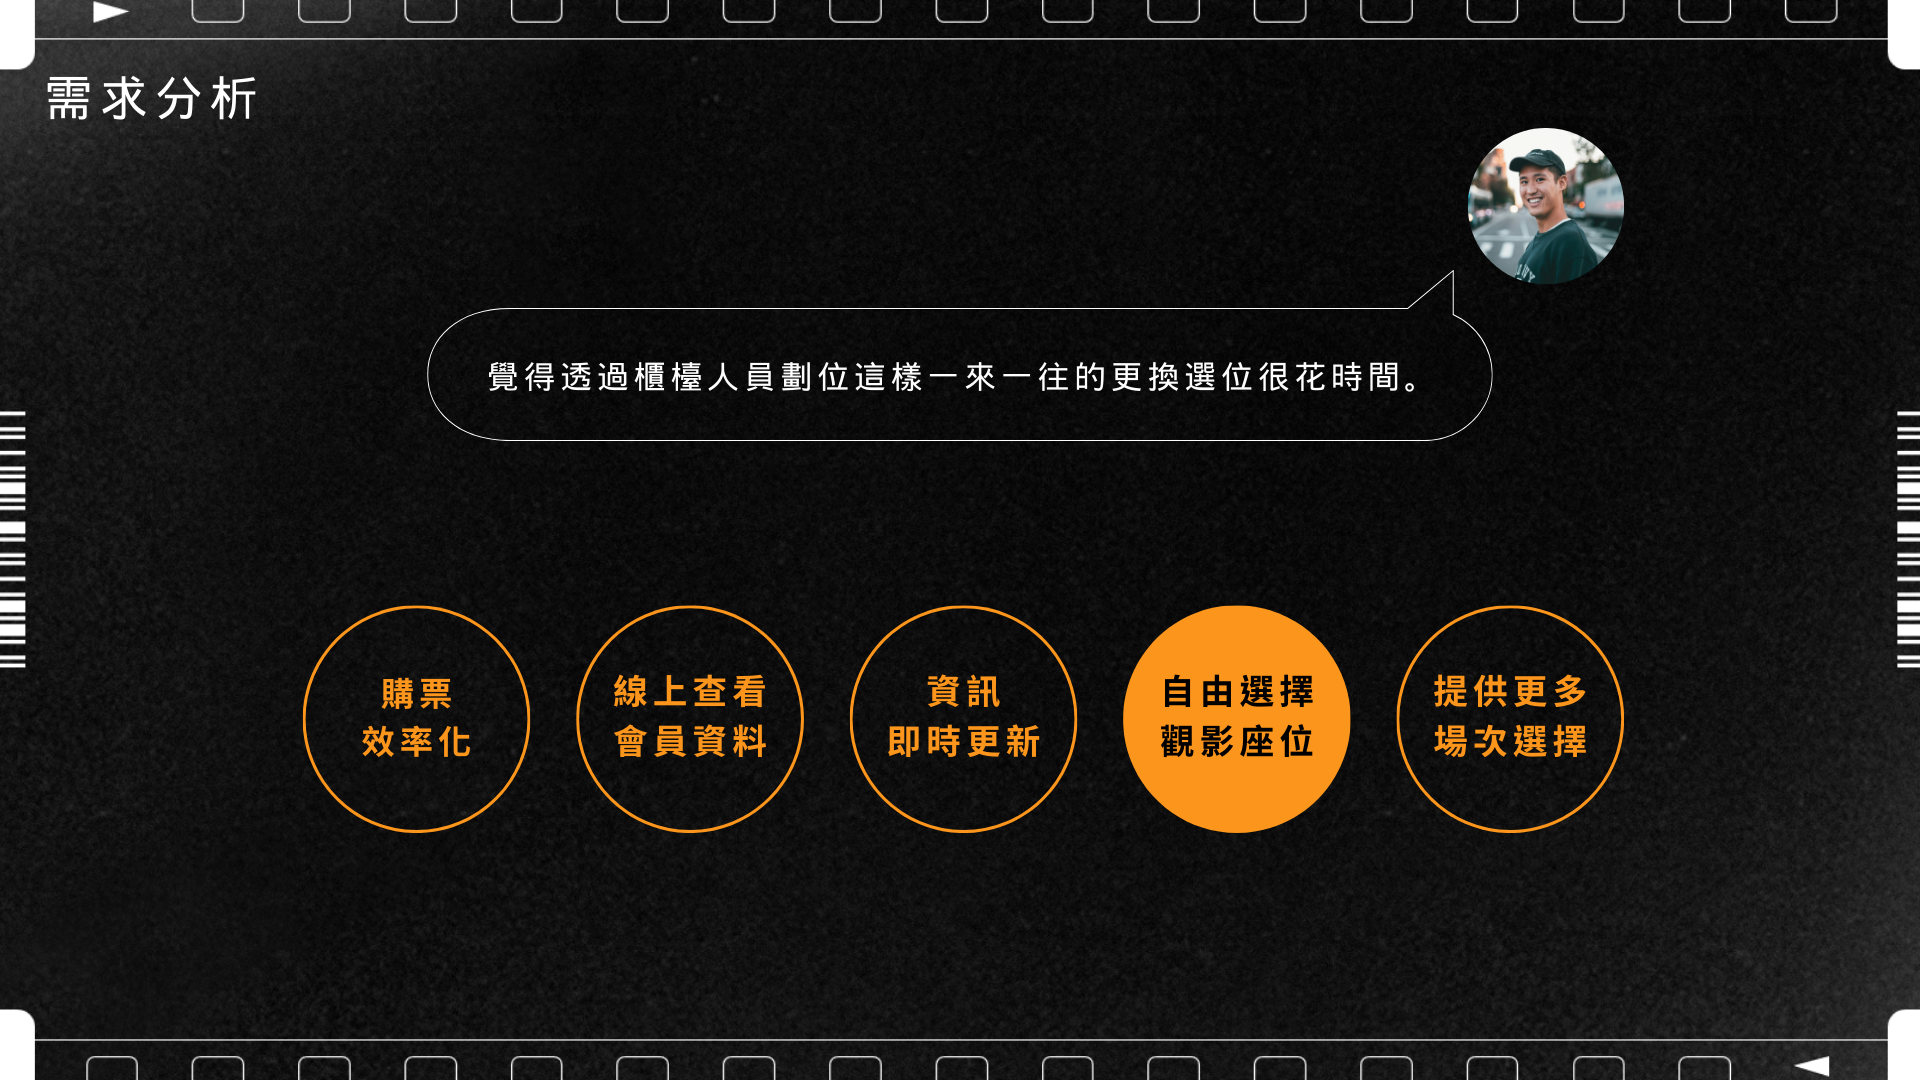 需求分析
覺得透過櫃檯人員劃位這樣一來一往的更換選位很花時間。
購票
效率化
線上查看
會員資料
資訊
即時更新
自由選擇
觀影座位
提供更多
場次選擇